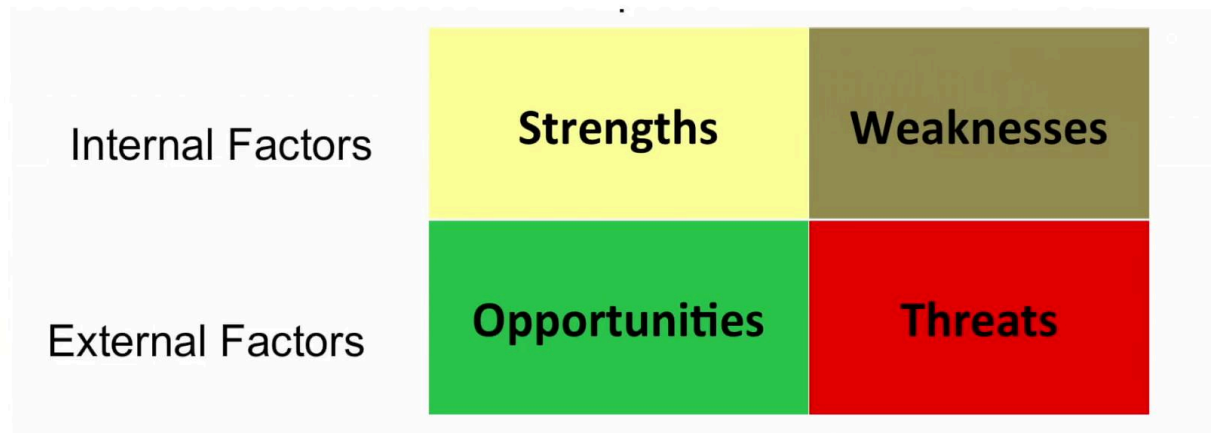 Internal Factors
Strengths
Weaknesses
External Factors
Opportunities
Threats